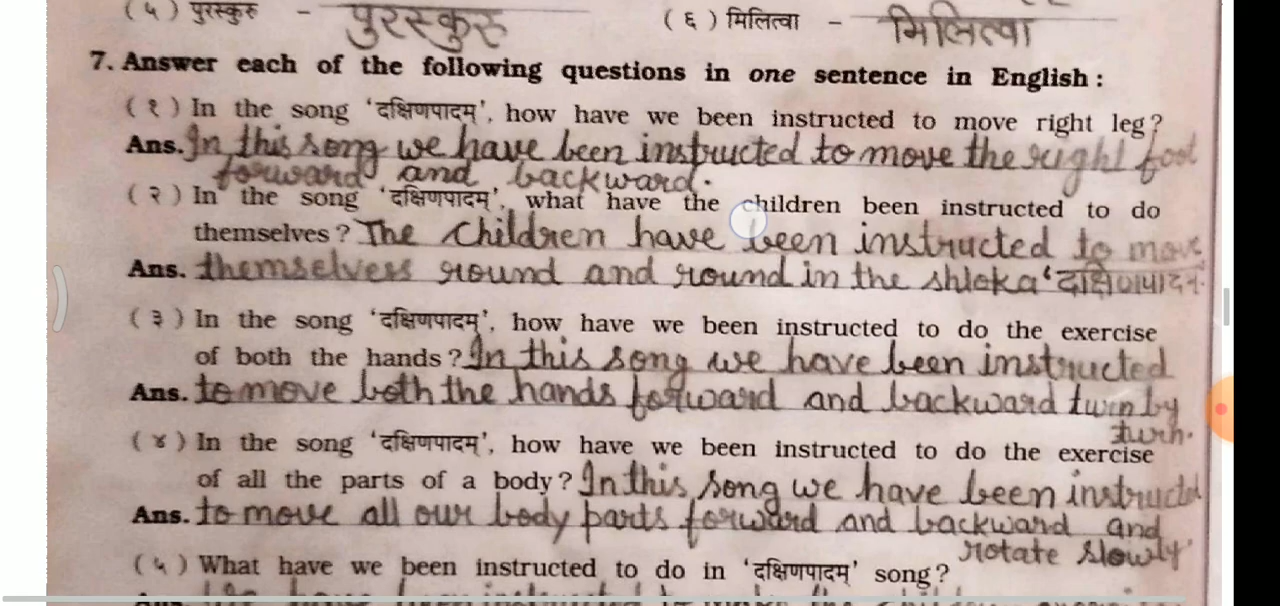 (५) पुरस्कुरु - पुरस्कुरु (६) मिलित्वा - मिलित्वा
7. Answer each of the following questions in one sentence in English :
(१) In the song 'दक्षिणपादम्', how have we been instructed to move right leg?
Ans. In this song we have been instructed to move the right foot
forward and backward.
(२) In the song 'दक्षिणपादम्', what have the children been instructed to do
themselves? The children have been instructed to move
Ans. themselvess round and round in the shloka 'दक्षिणपादम्
(३) In the song 'दक्षिणपादम्', how have we been instructed to do the exercise
of both the hands? In this song we have been instructed
Ans. to move both the hands forward and backward turn by
turn.
(४) In the song 'दक्षिणपादम्', how have we been instructed to do the exercise
of all the parts of a body? In this song we have been instructed
Ans. to move all our body parts forward and backward and
rotate slowly
(५) What have we been instructed to do in 'दक्षिणपादम्' song?
Ans.